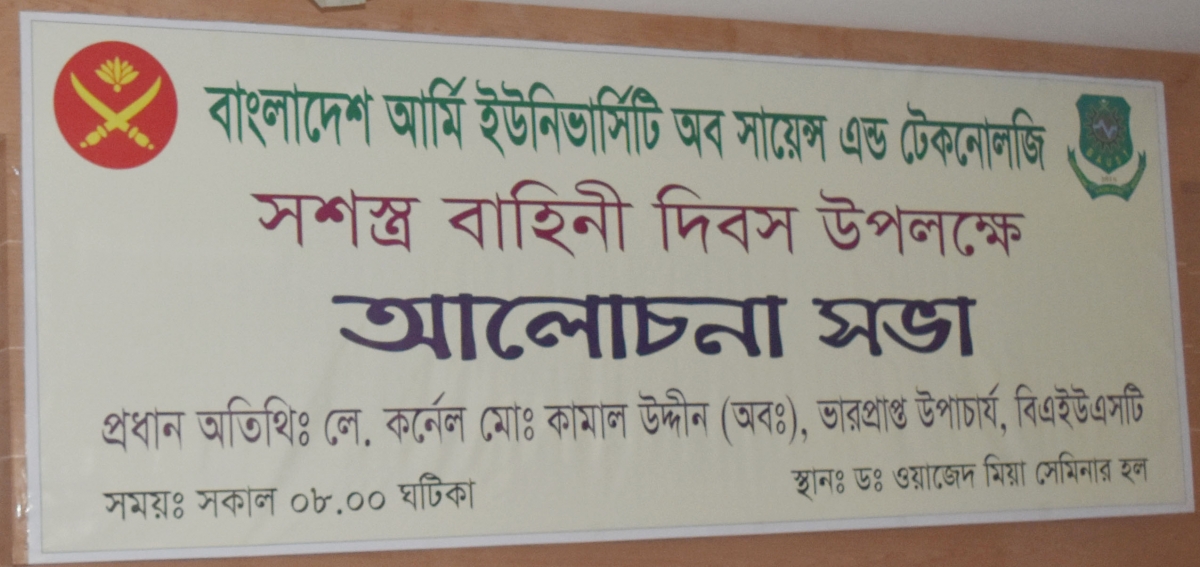 বাংলাদেশ আর্মি ইউনিভার্সিটি অব সায়েন্স এন্ড টেকনোলজি
সশস্ত্র বাহিনী দিবস উপলক্ষে
আলোচনা সভা
প্রধান অতিথিঃ লে. কর্নেল মোঃ কামাল উদ্দীন (অবঃ), ভারপ্রাপ্ত উপাচার্য, বিএইউএসটি
সময়ঃ সকাল ০৮.০০ ঘটিকা
স্থানঃ ডঃ ওয়াজেদ মিয়া সেমিনার হল